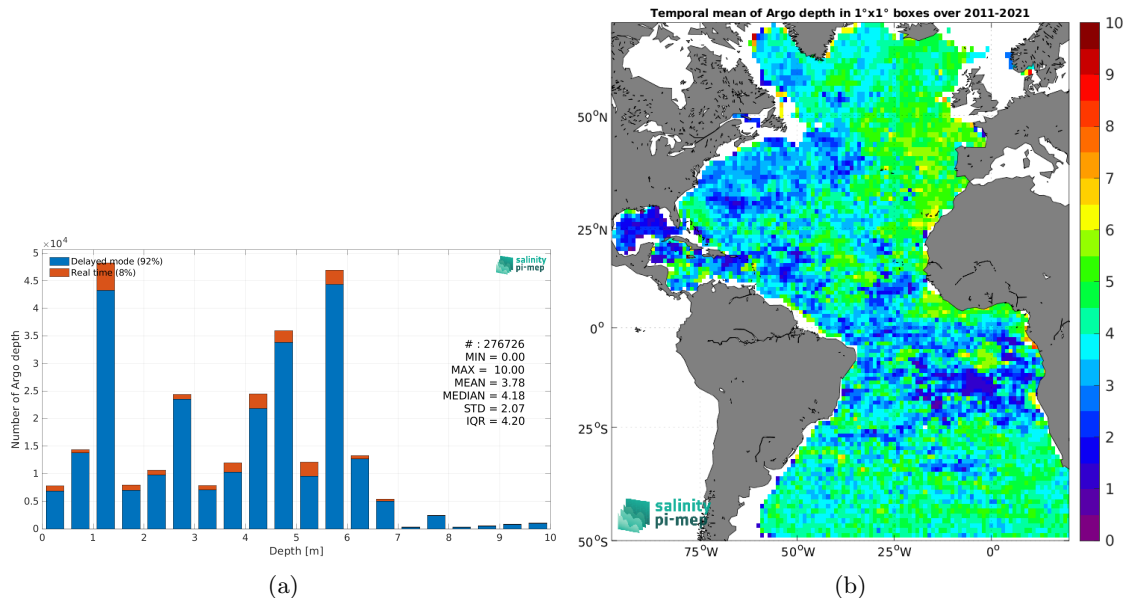 Temporal mean of Argo depth in 1°x1° boxes over 2011-2021
×10⁴
5
4.5
4
3.5
3
2.5
2
1.5
1
0.5
0
Number of Argo depth
Delayed mode (92%)
Real time (8%)
salinity
pi-mep
# : 276726
MIN = 0.00
MAX = 10.00
MEAN = 3.78
MEDIAN = 4.18
STD = 2.07
IQR = 4.20
0 1 2 3 4 5 6 7 8 9 10
Depth [m]
(a)
50°N
25°N
0°
25°S
50°S
75°W 50°W 25°W 0°
salinity
pi-mep
10
9
8
7
6
5
4
3
2
1
0
(b)